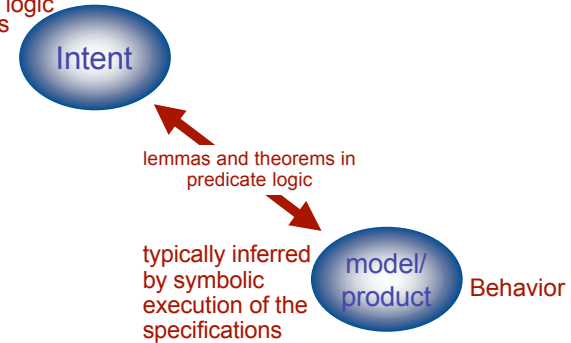 logic
s
Intent
lemmas and theorems in
predicate logic
typically inferred
by symbolic
execution of the
specifications
model/
product
Behavior